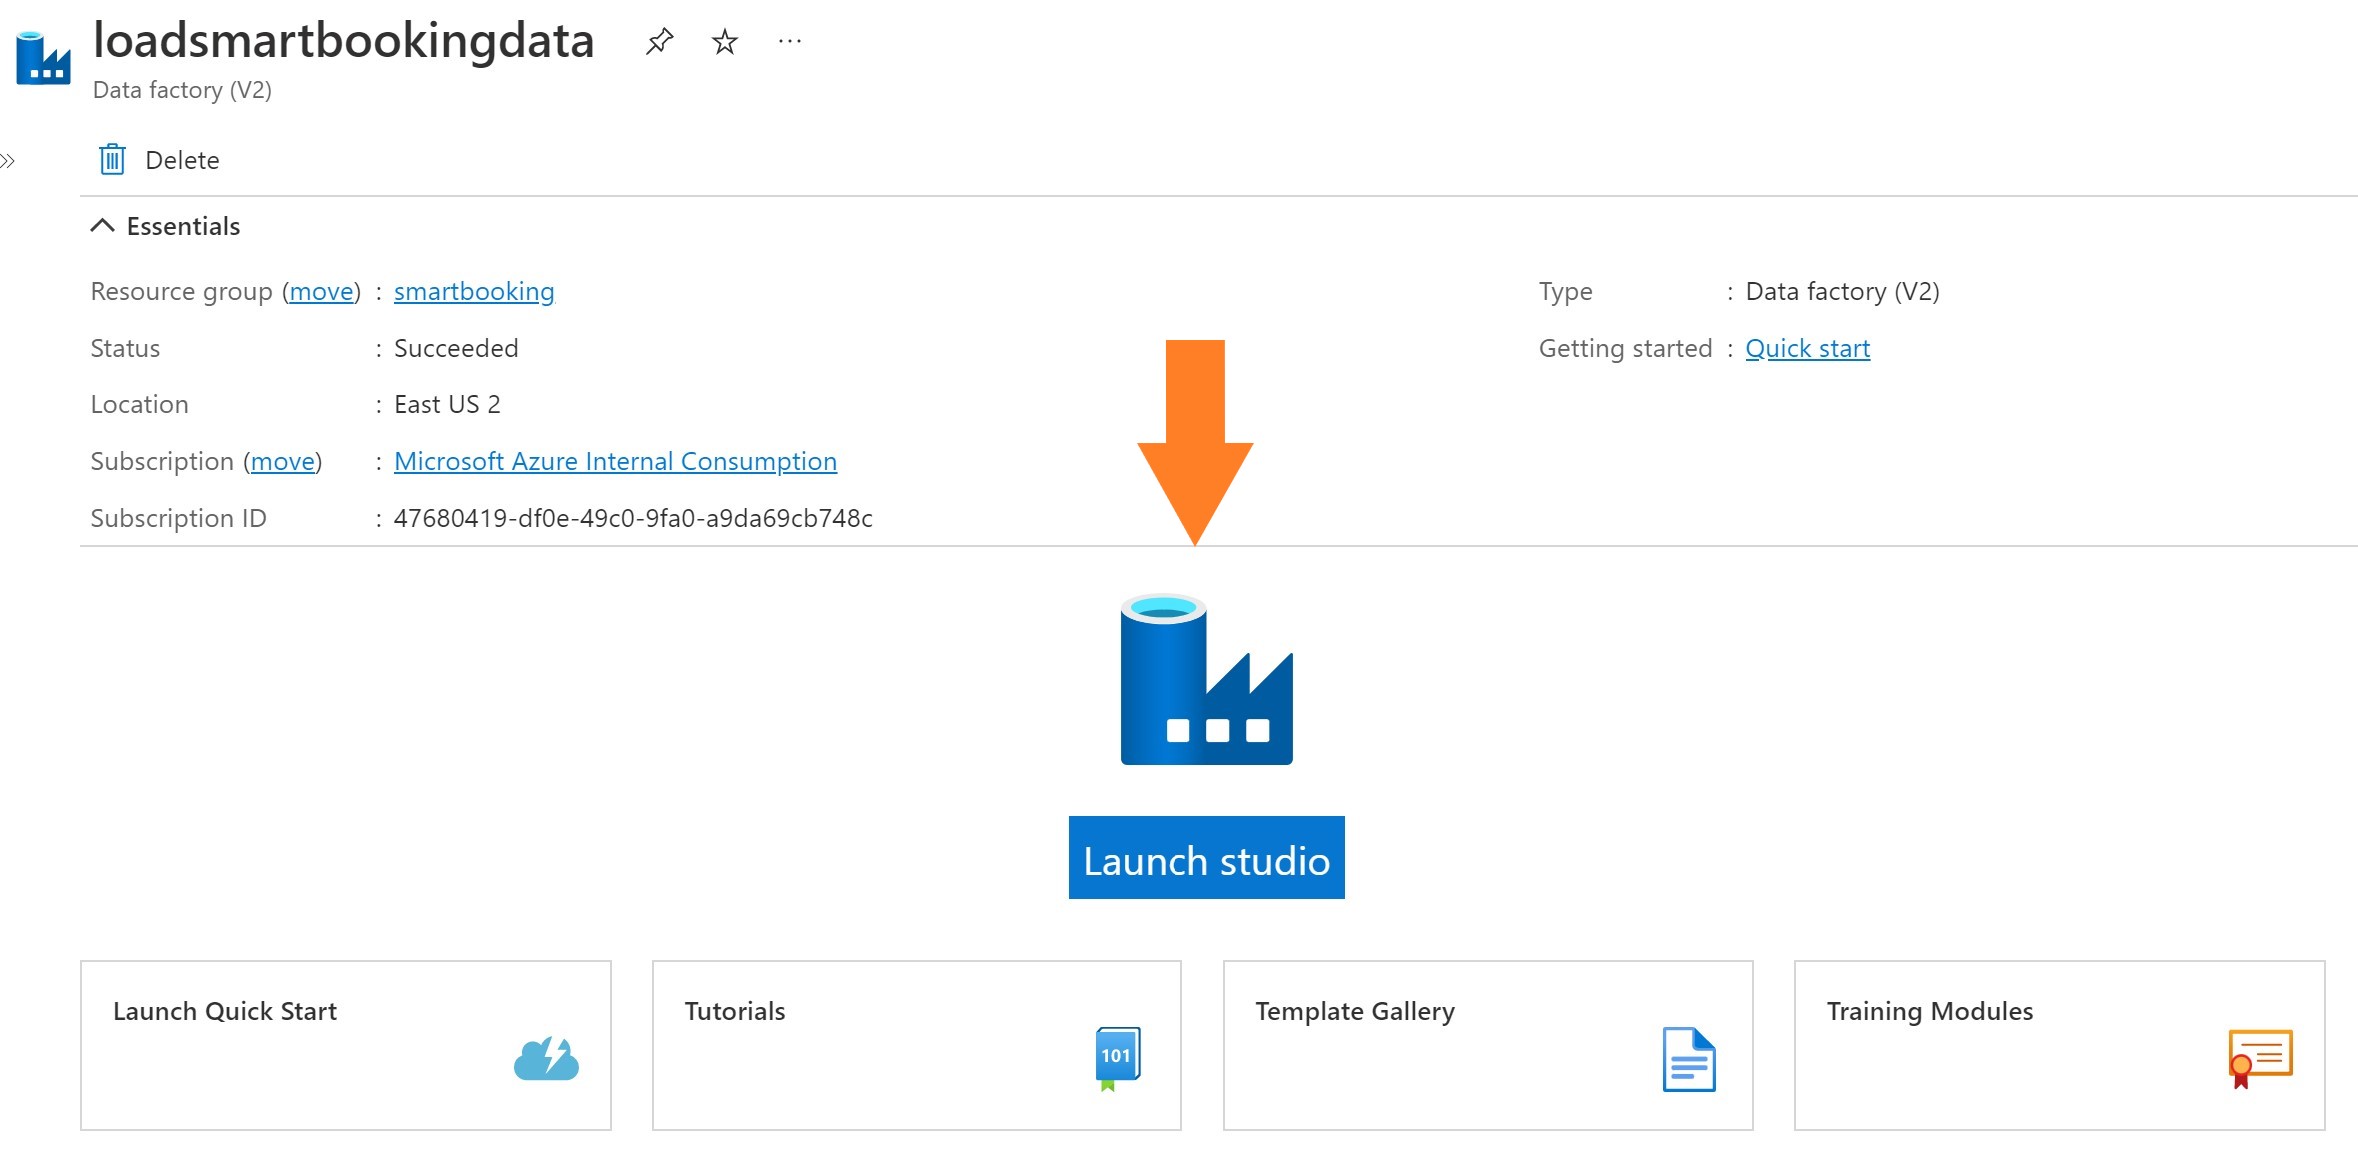 loadsmartbookingdata
Data factory (V2)
Delete
Essentials
Resource group (move) : smartbooking
Status : Succeeded
Location : East US 2
Subscription (move) : Microsoft Azure Internal Consumption
Subscription ID : 47680419-df0e-49c0-9fa0-a9da69cb748c
Type : Data factory (V2)
Getting started : Quick start
Launch studio
Launch Quick Start
Tutorials
101
Template Gallery
Training Modules